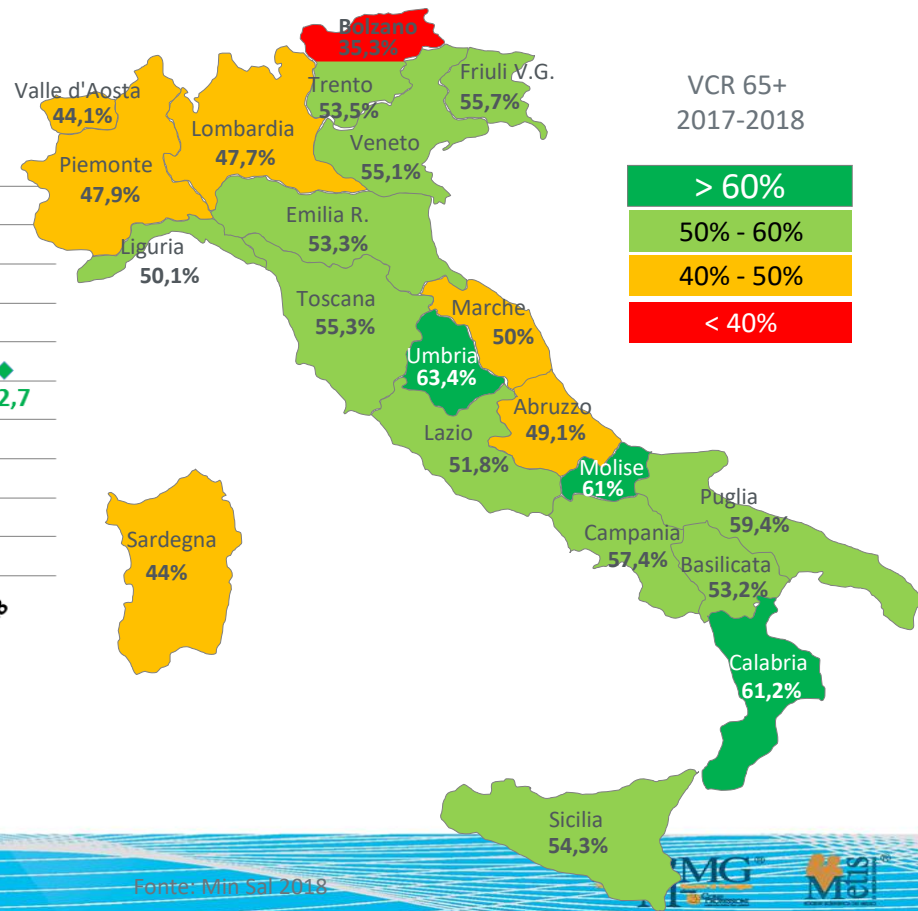 Bolzano
35,3%
Valle d'Aosta
44,1%
Trento
53,5%
Friuli V.G.
55,7%
Lombardia
47,7%
Veneto
55,1%
Piemonte
47,9%
Emilia R.
53,3%
Liguria
50,1%
Toscana
55,3%
Marche
50%
Umbria
63,4%
Abruzzo
49,1%
Lazio
51,8%
Molise
61%
Puglia
59,4%
Campania
57,4%
Basilicata
53,2%
Sardegna
44%
Calabria
61,2%
Sicilia
54,3%
VCR 65+
2017-2018
> 60%
50% - 60%
40% - 50%
< 40%
2,7
Fonte: Min Sal 2018
MG
Metis